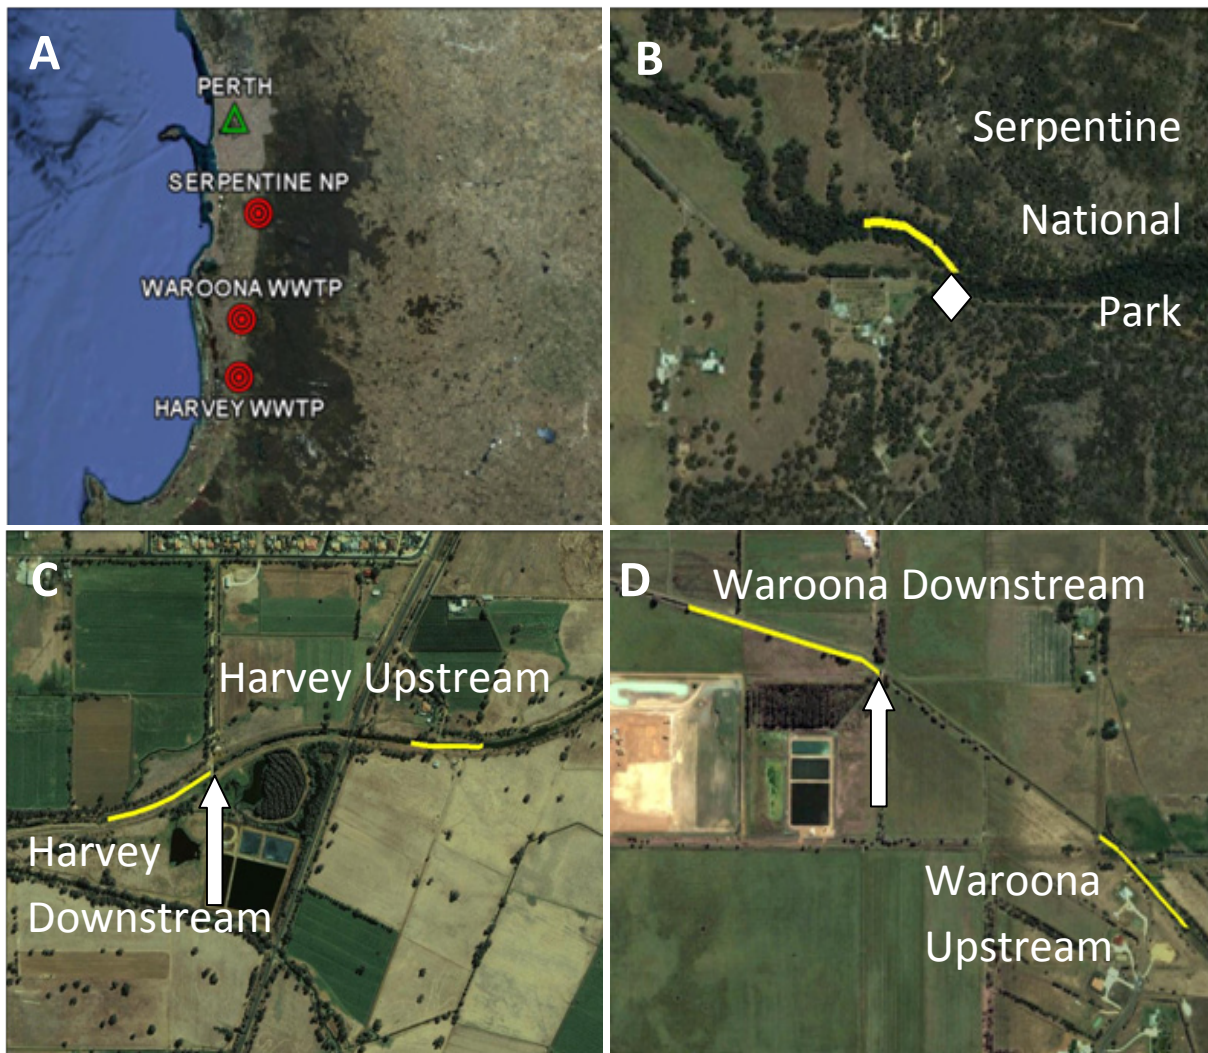 A
PERTH
SERPENTINE NP
WAROONA WWTP
HARVEY WWTP
B
Serpentine
National
Park
C
Harvey Upstream
Harvey
Downstream
D
Waroona Downstream
Waroona
Upstream